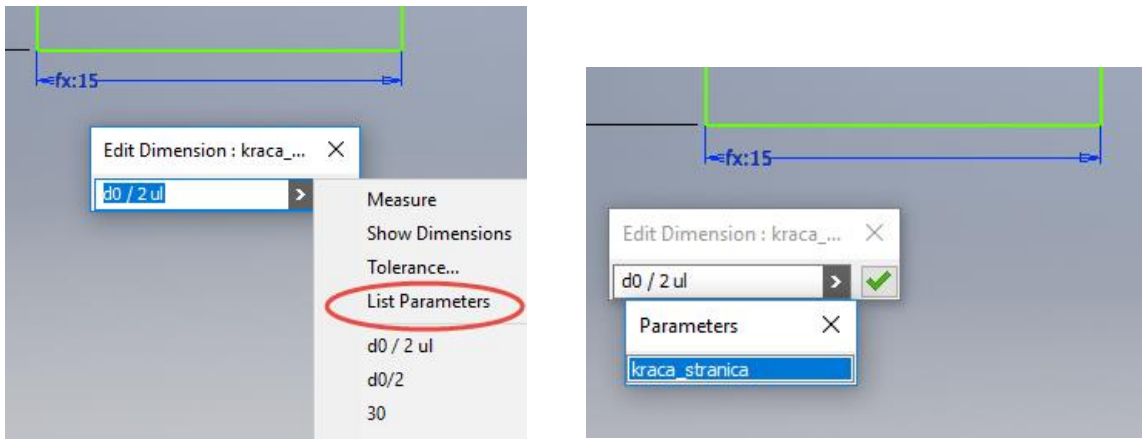 fx:15
Edit Dimension : kraca_...
d0 / 2 ul
Measure
Show Dimensions
Tolerance...
List Parameters
d0 / 2 ul
d0/2
30
fx:15
Edit Dimension : kraca_...
d0 / 2 ul
Parameters
kraca_stranica